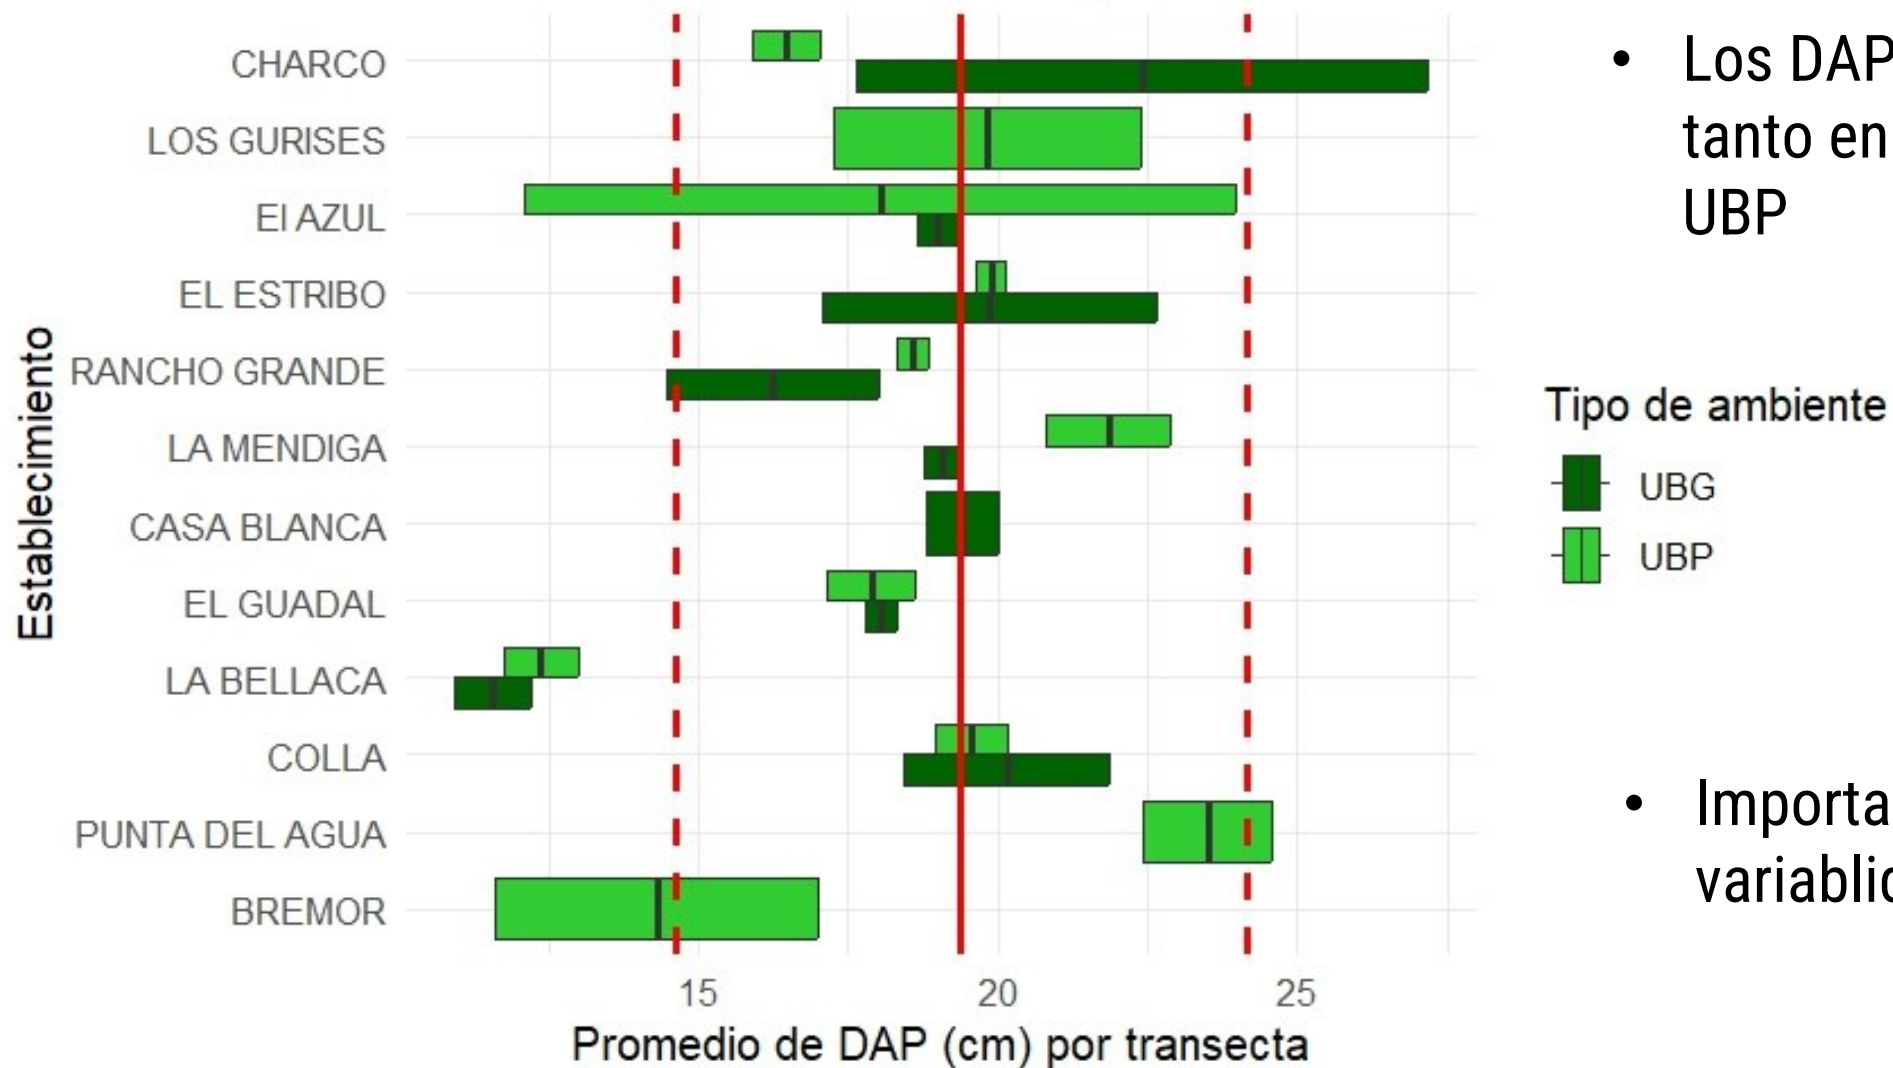 CHARCO
LOS GURISES
El AZUL
EL ESTRIBO
RANCHO GRANDE
LA MENDIGA
CASA BLANCA
EL GUADAL
LA BELLACA
COLLA
PUNTA DEL AGUA
BREMOR
Establecimiento
15 20 25
Promedio de DAP (cm) por transecta
• Los DAP
tanto en
UBP
Tipo de ambiente
UBG
UBP
• Importa
variablic